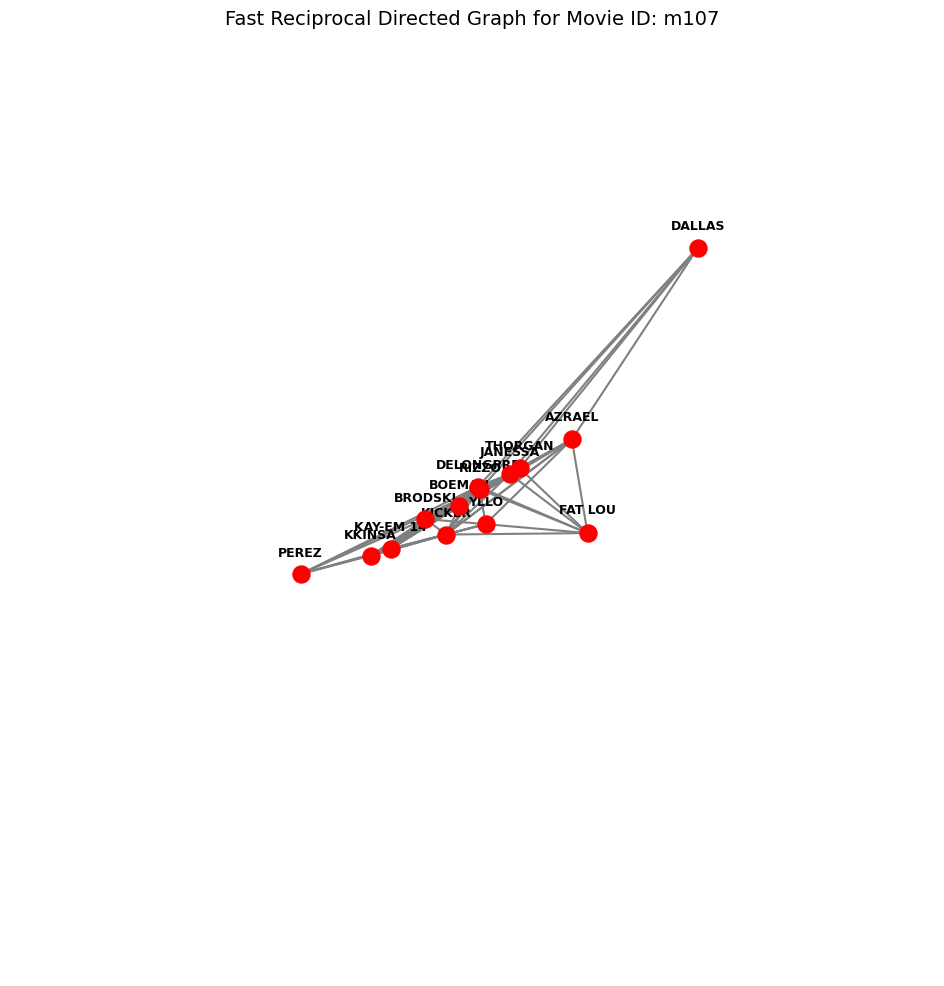 Fast Reciprocal Directed Graph for Movie ID: m107
DALLAS
AZRAEL
THORGAN
JANESSA
RIZZO
BRODSKI
YLLO
FAT LOU
KICKER
KAY-EM 14
KKINSA
PEREZ